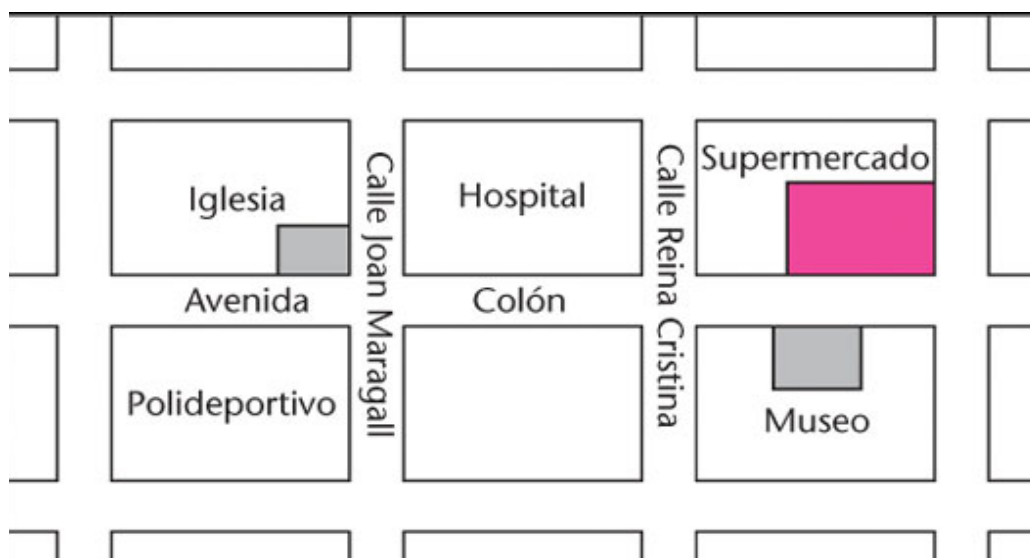 Supermercado
Iglesia
Hospital
Calle Joan Maragall
Calle Reina Cristina
Avenida Colón
Polideportivo
Museo